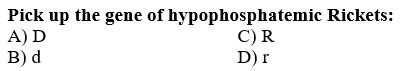 Pick up the gene of hypophosphatemic Rickets:
A) D C) R
B) d D) r